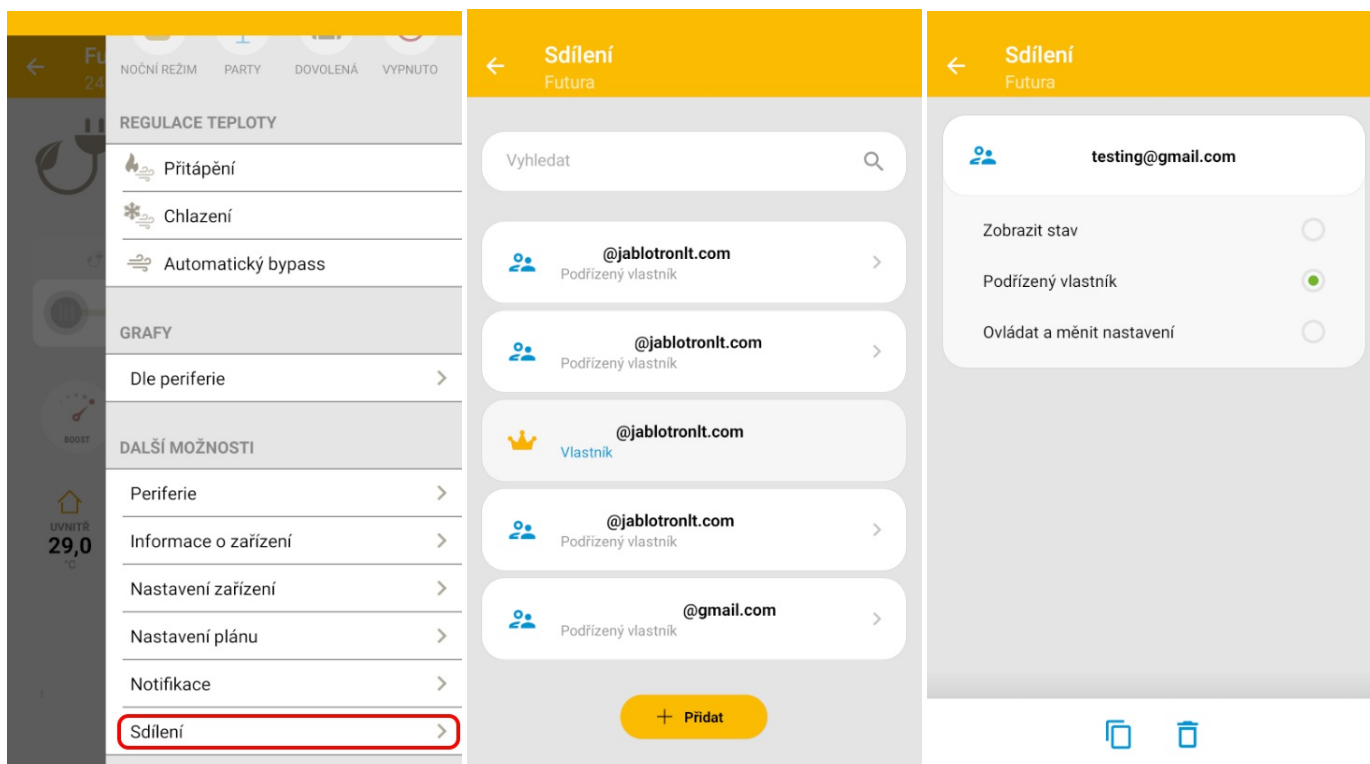 Fu
24
NOČNÍ REŽIM
PARTY
DOVOLENÁ
VYPNUTO
REGULACE TEPLOTY
Přitápění
Chlazení
Automatický bypass
GRAFY
Dle periferie
BOOST
DALŠÍ MOŽNOSTI
Periferie
UVNITŘ
29,0
°C
Informace o zařízení
Nastavení zařízení
Nastavení plánu
Notifikace
Sdílení
Sdílení
Futura
Vyhledat
@jablotronlt.com
Podřízený vlastník
@jablotronlt.com
Podřízený vlastník
@jablotronlt.com
Vlastník
@jablotronlt.com
Podřízený vlastník
@gmail.com
Podřízený vlastník
+ Přidat
Sdílení
Futura
testing@gmail.com
Zobrazit stav
Podřízený vlastník
Ovládat a měnit nastavení